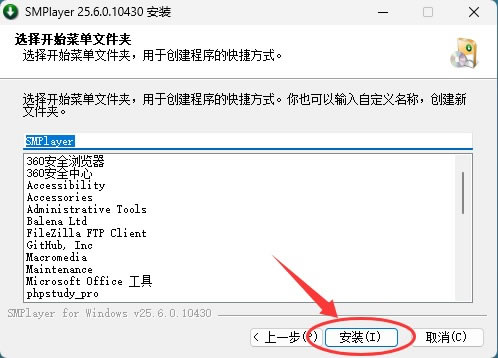 SMPlayer 25.6.0.10430 安装
选择开始菜单文件夹
选择开始菜单文件夹，用于创建程序的快捷方式。
选择开始菜单文件夹，用于创建程序的快捷方式。你也可以输入自定义名称，创建新
文件夹。
SMPlayer
360安全浏览器
360安全中心
Accessibility
Accessories
Administrative Tools
Balena Ltd
FileZilla FTP Client
GitHub, Inc
Macromedia
Maintenance
Microsoft Office 工具
phpstudy_pro
SMPlayer for Windows v25.6.0.10430
< 上一步(P) 安装(I) 取消(C)